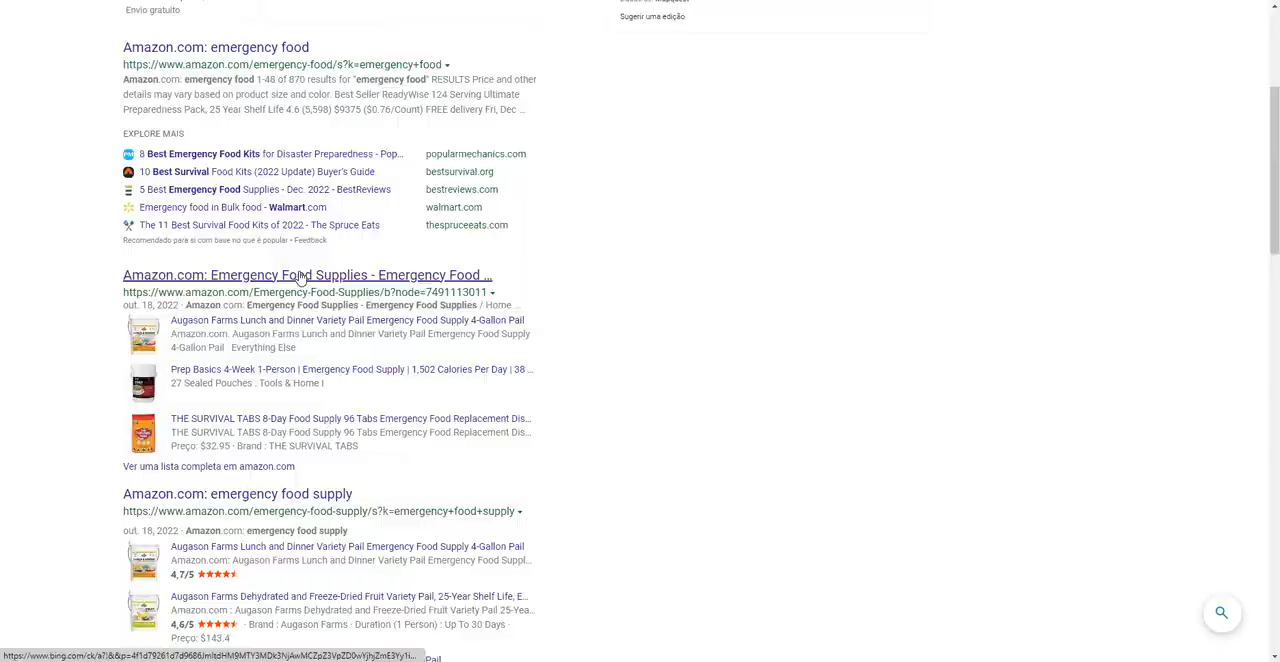 Envio gratuito
Sugerir uma edição
Amazon.com: emergency food
https://www.amazon.com/emergency-food/s?k=emergency+food
Amazon.com: emergency food 1-48 of 870 results for "emergency food" RESULTS Price and other
details may vary based on product size and color. Best Seller ReadyWise 124 Serving Ultimate
Preparedness Pack, 25 Year Shelf Life 4.6 (5,598) $9375 ($0.76/Count) FREE delivery Fri, Dec ...
EXPLORE MAIS
8 Best Emergency Food Kits for Disaster Preparedness - Pop... popularmechanics.com
10 Best Survival Food Kits (2022 Update) Buyer's Guide bestsurvival.org
5 Best Emergency Food Supplies - Dec. 2022 - BestReviews bestreviews.com
Emergency food in Bulk food - Walmart.com walmart.com
The 11 Best Survival Food Kits of 2022 - The Spruce Eats thespruceeats.com
Recomendado para si com base no que é popular • Feedback
Amazon.com: Emergency Food Supplies - Emergency Food ...
https://www.amazon.com/Emergency-Food-Supplies/b?node=7491113011
out. 18, 2022 · Amazon.com: Emergency Food Supplies - Emergency Food Supplies / Home ...
Augason Farms Lunch and Dinner Variety Pail Emergency Food Supply 4-Gallon Pail
Amazon.com. Augason Farms Lunch and Dinner Variety Pail Emergency Food Supply
4-Gallon Pail Everything Else
Prep Basics 4-Week 1-Person | Emergency Food Supply | 1,502 Calories Per Day | 38 ...
27 Sealed Pouches . Tools & Home I
THE SURVIVAL TABS 8-Day Food Supply 96 Tabs Emergency Food Replacement Dis...
THE SURVIVAL TABS 8-Day Food Supply 96 Tabs Emergency Food Replacement Dis...
Preço: $32.95 · Brand : THE SURVIVAL TABS
Ver uma lista completa em amazon.com
Amazon.com: emergency food supply
https://www.amazon.com/emergency-food-supply/s?k=emergency+food+supply
out. 18, 2022 · Amazon.com: emergency food supply
Augason Farms Lunch and Dinner Variety Pail Emergency Food Supply 4-Gallon Pail
Amazon.com: Augason Farms Lunch and Dinner Variety Pail Emergency Food Suppl...
4,7/5
Augason Farms Dehydrated and Freeze-Dried Fruit Variety Pail, 25-Year Shelf Life, E...
Amazon.com : Augason Farms Dehydrated and Freeze-Dried Fruit Variety Pail 25-Yea...
4,6/5 · Brand : Augason Farms · Duration (1 Person) : Up To 30 Days ·
Preço: $143.4
Pail